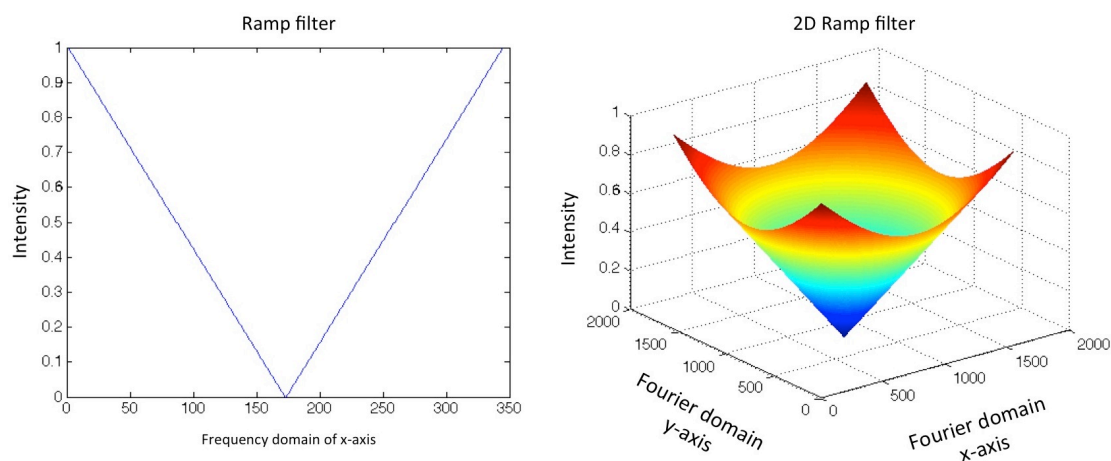 Ramp filter
1
0.9
0.8
0.7
0.6
0.5
0.4
0.3
0.2
0.1
0
Intensity
0 50 100 150 200 250 300 350
Frequency domain of x-axis
2D Ramp filter
1
0.8
0.6
0.4
0.2
0
Intensity
2000 1500 1000 500 0
Fourier domain
y-axis
0 500 1000 1500 2000
Fourier domain
x-axis